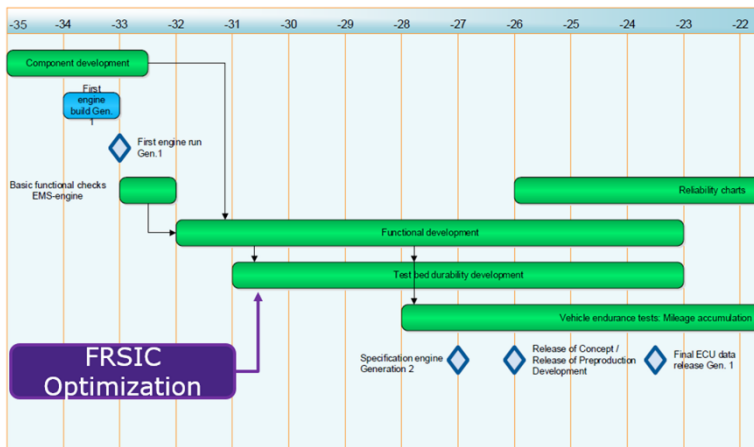 -35 -34 -33 -32 -31 -30 -29 -28 -27 -26 -25 -24 -23 -22
Component development
First
engine
build Gen.
1
First engine run
Gen.1
Basic functional checks
EMS-engine
Reliability charts
Functional development
Test bed durability development
Vehicle endurance tests: Mileage accumulation
FRSIC
Optimization
Specification engine
Generation 2
Release of Concept /
Release of Preproduction
Development
Final ECU data
release Gen. 1